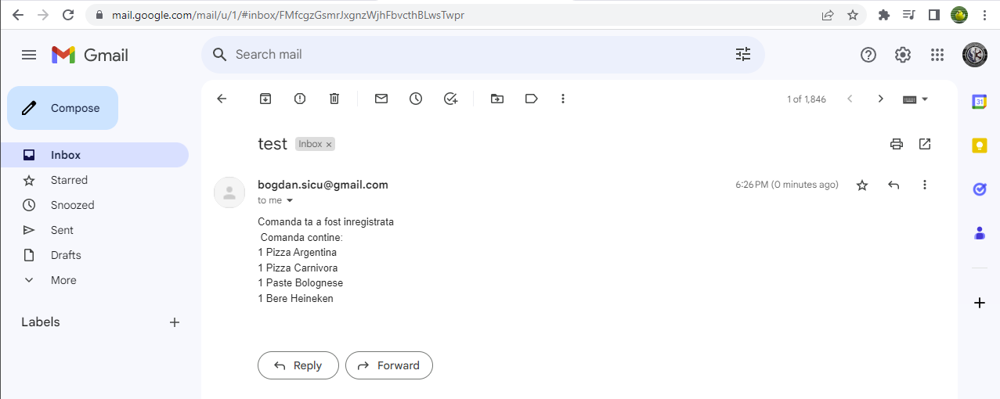 mail.google.com/mail/u/1/#inbox/FMfcgzGsmrJxgnzWjhFbvcthBLwsTwpr
Gmail
Search mail
Compose
1 of 1,846
31
test
Inbox ×
Inbox
Starred
Snoozed
Sent
Drafts
More
Labels
bogdan.sicu@gmail.com
6:26 PM (0 minutes ago)
to me
Comanda ta a fost inregistrata
Comanda contine:
1 Pizza Argentina
1 Pizza Carnivora
1 Paste Bolognese
1 Bere Heineken
Reply
Forward